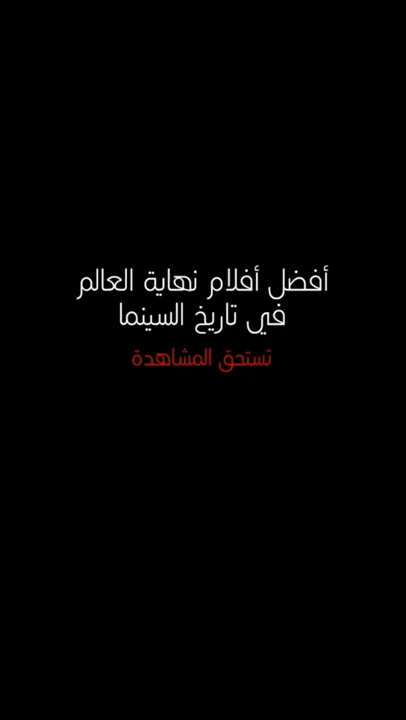 أفضل أفلام نهاية العالم
في تاريخ السينما
تستحق المشاهدة